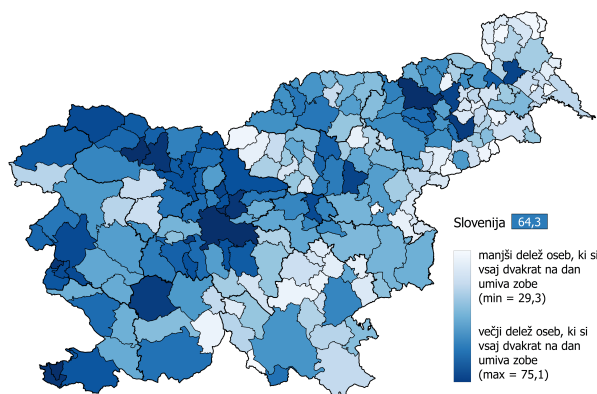 Slovenija 64,3
manjši delež oseb, ki si
vsaj dvakrat na dan
umiva zobe
(min = 29,3)
večji delež oseb, ki si
vsaj dvakrat na dan
umiva zobe
(max = 75,1)